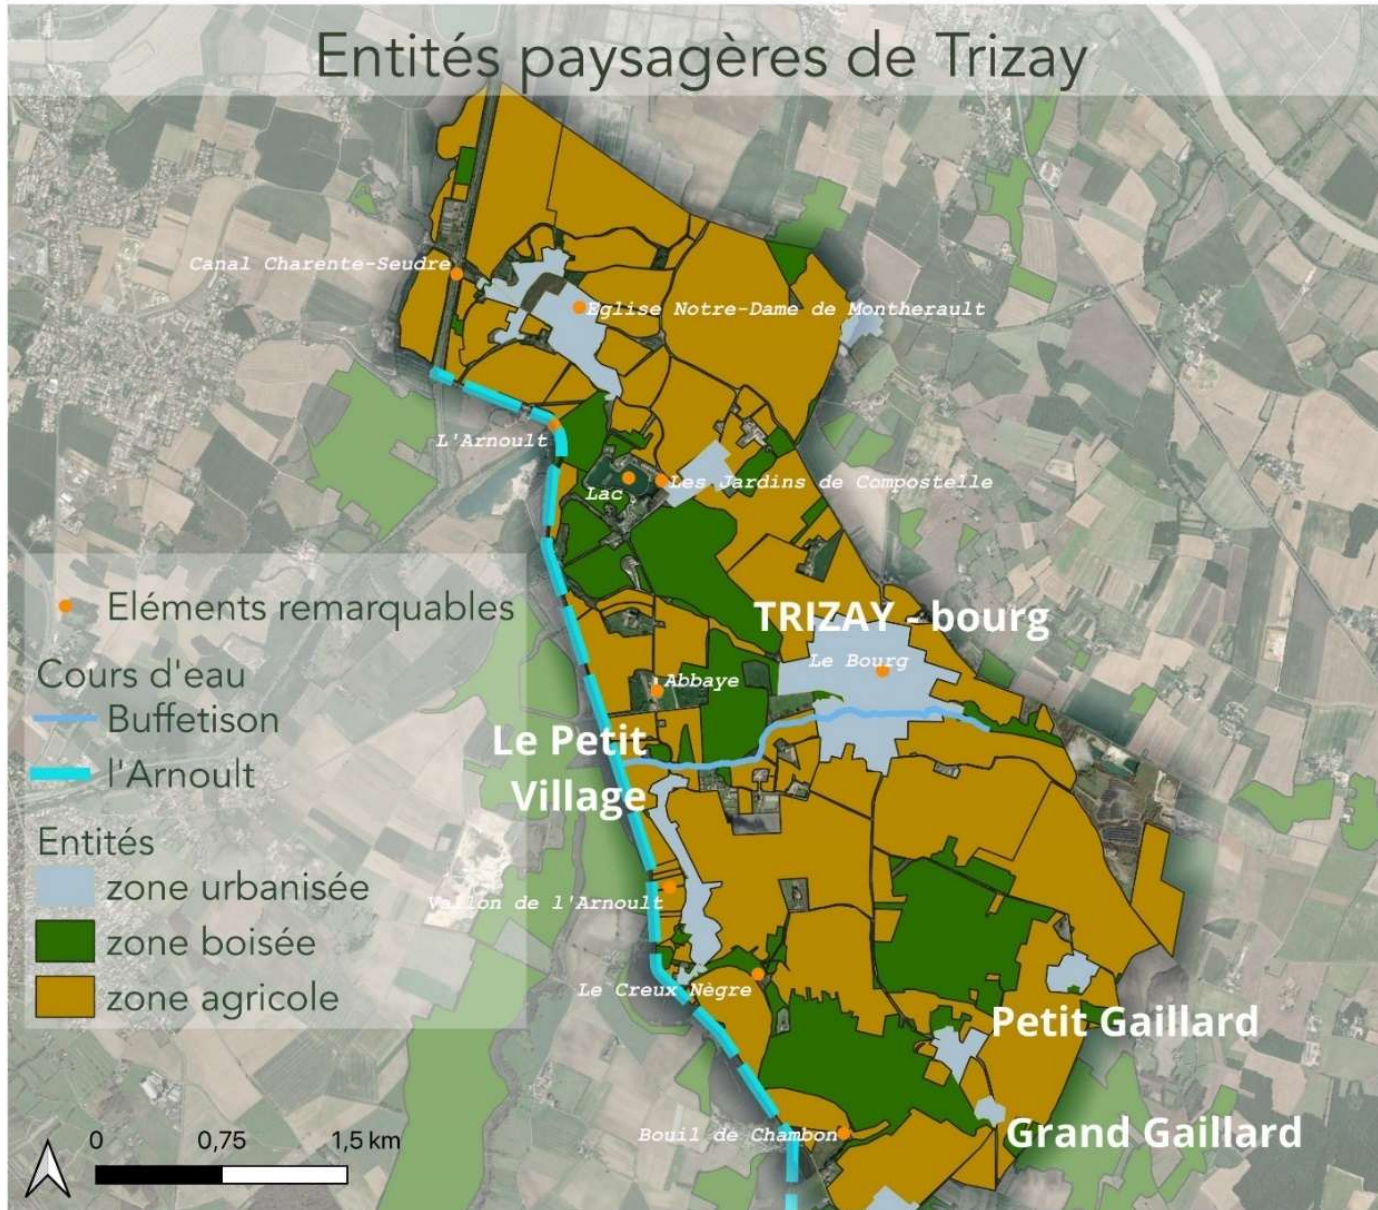 Entités paysagères de Trizay
Canal Charente-Seudre
Eglise Notre-Dame de Montherault
L'Arnoult
Lac
Les Jardins de Compostelle
TRIZAY - bourg
Le Bourg
Abbaye
Le Petit
Village
Vallon de l'Arnoult
Le Creux Nègre
Petit Gaillard
Grand Gaillard
Bouil de Chambon
Eléments remarquables
Cours d'eau
Buffetison
l'Arnoult
Entités
zone urbanisée
zone boisée
zone agricole
0 0,75 1,5 km